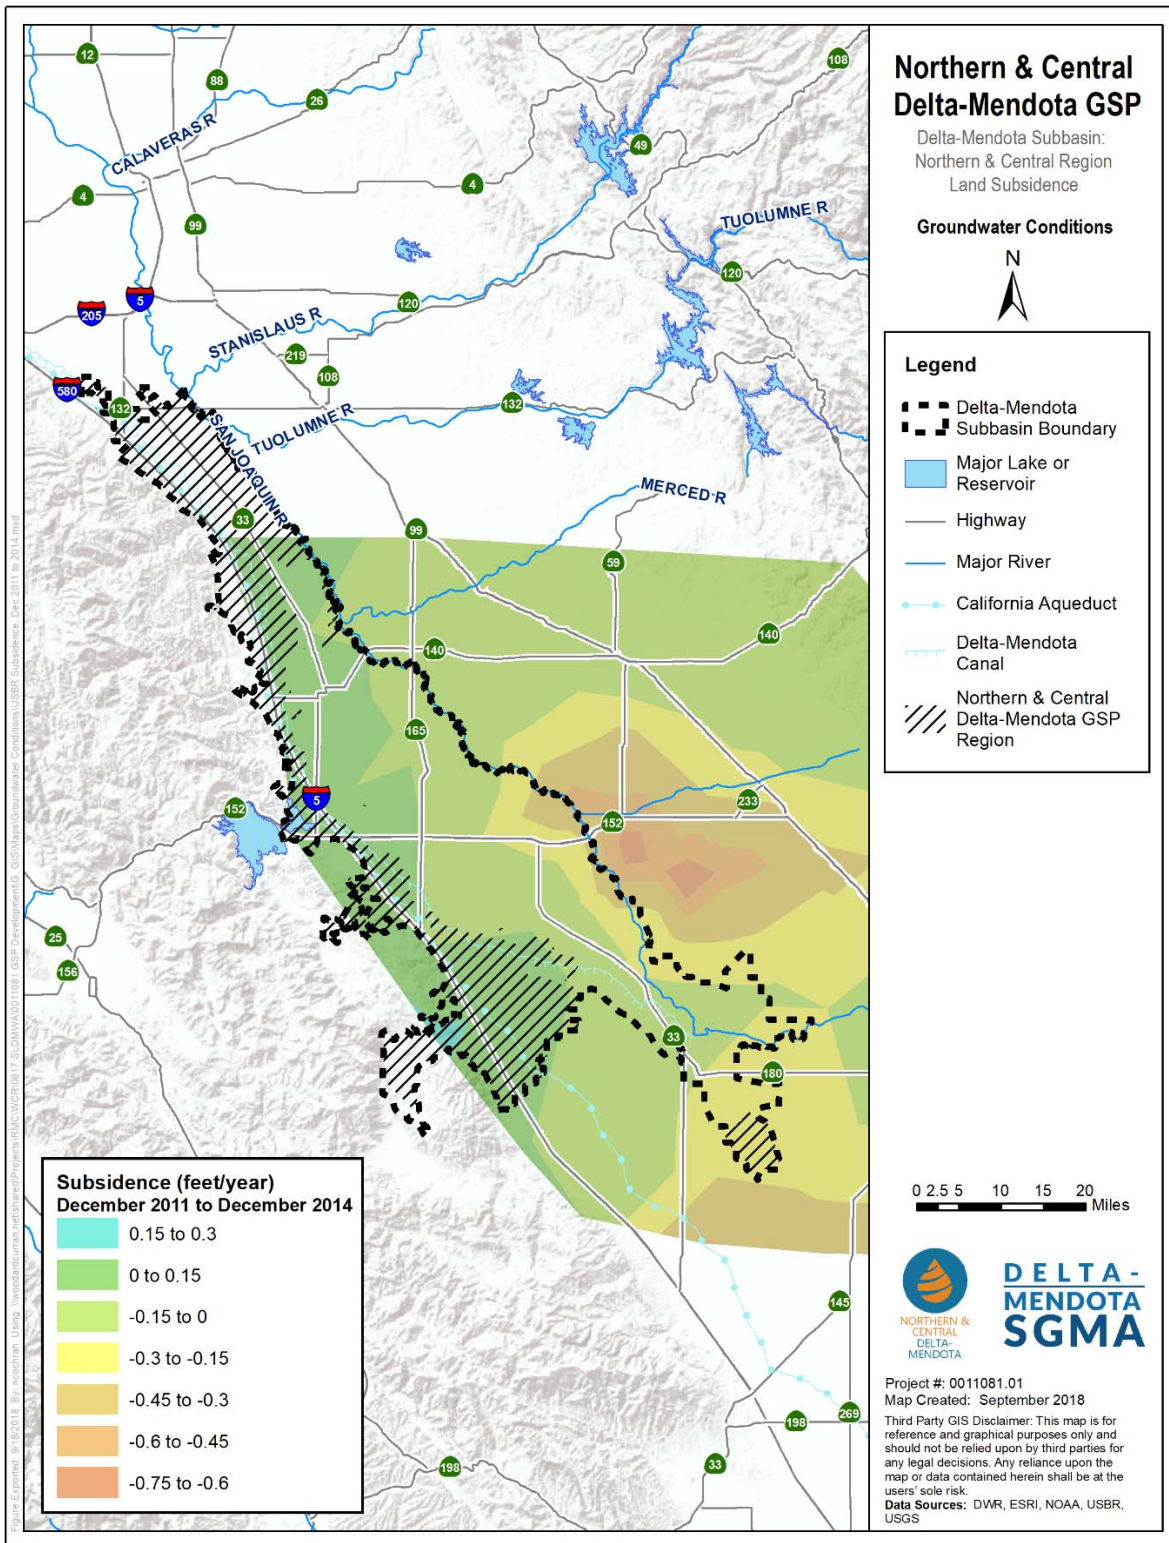 Northern & Central
Delta-Mendota GSP
Delta-Mendota Subbasin:
Northern & Central Region
Land Subsidence
Groundwater Conditions
N
Legend
Delta-Mendota
Subbasin Boundary
Major Lake or
Reservoir
Highway
Major River
California Aqueduct
Delta-Mendota
Canal
Northern & Central
Delta-Mendota GSP
Region
12
88
26
108
CALAVERAS R
49
4
4
99
TUOLUMNE R
120
5
205
120
STANISLAUS R
219
108
580
132
132
SAN JOAQUIN R
TUOLUMNE R
MERCED R
33
99
59
140
140
165
5
152
233
152
25
156
33
180
145
198
269
33
198
Subsidence (feet/year)
December 2011 to December 2014
0.15 to 0.3
0 to 0.15
-0.15 to 0
-0.3 to -0.15
-0.45 to -0.3
-0.6 to -0.45
-0.75 to -0.6
0 2.5 5 10 15 20
Miles
NORTHERN &
CENTRAL
DELTA-
MENDOTA
DELTA-
MENDOTA
SGMA
Project #: 0011081.01
Map Created: September 2018
Third Party GIS Disclaimer: This map is for
reference and graphical purposes only and
should not be relied upon by third parties for
any legal decisions. Any reliance upon the
map or data contained herein shall be at the
users' sole risk.
Data Sources: DWR, ESRI, NOAA, USBR,
USGS